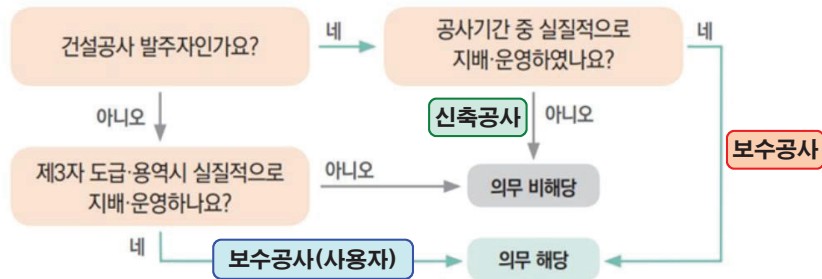 건설공사 발주자인가요?
네
공사기간 중 실질적으로
지배·운영하였나요?
네
아니오
신축공사
아니오
보수공사
제3자 도급·용역시 실질적으로
지배·운영하나요?
아니오
의무 비해당
네
보수공사(사용자)
의무 해당